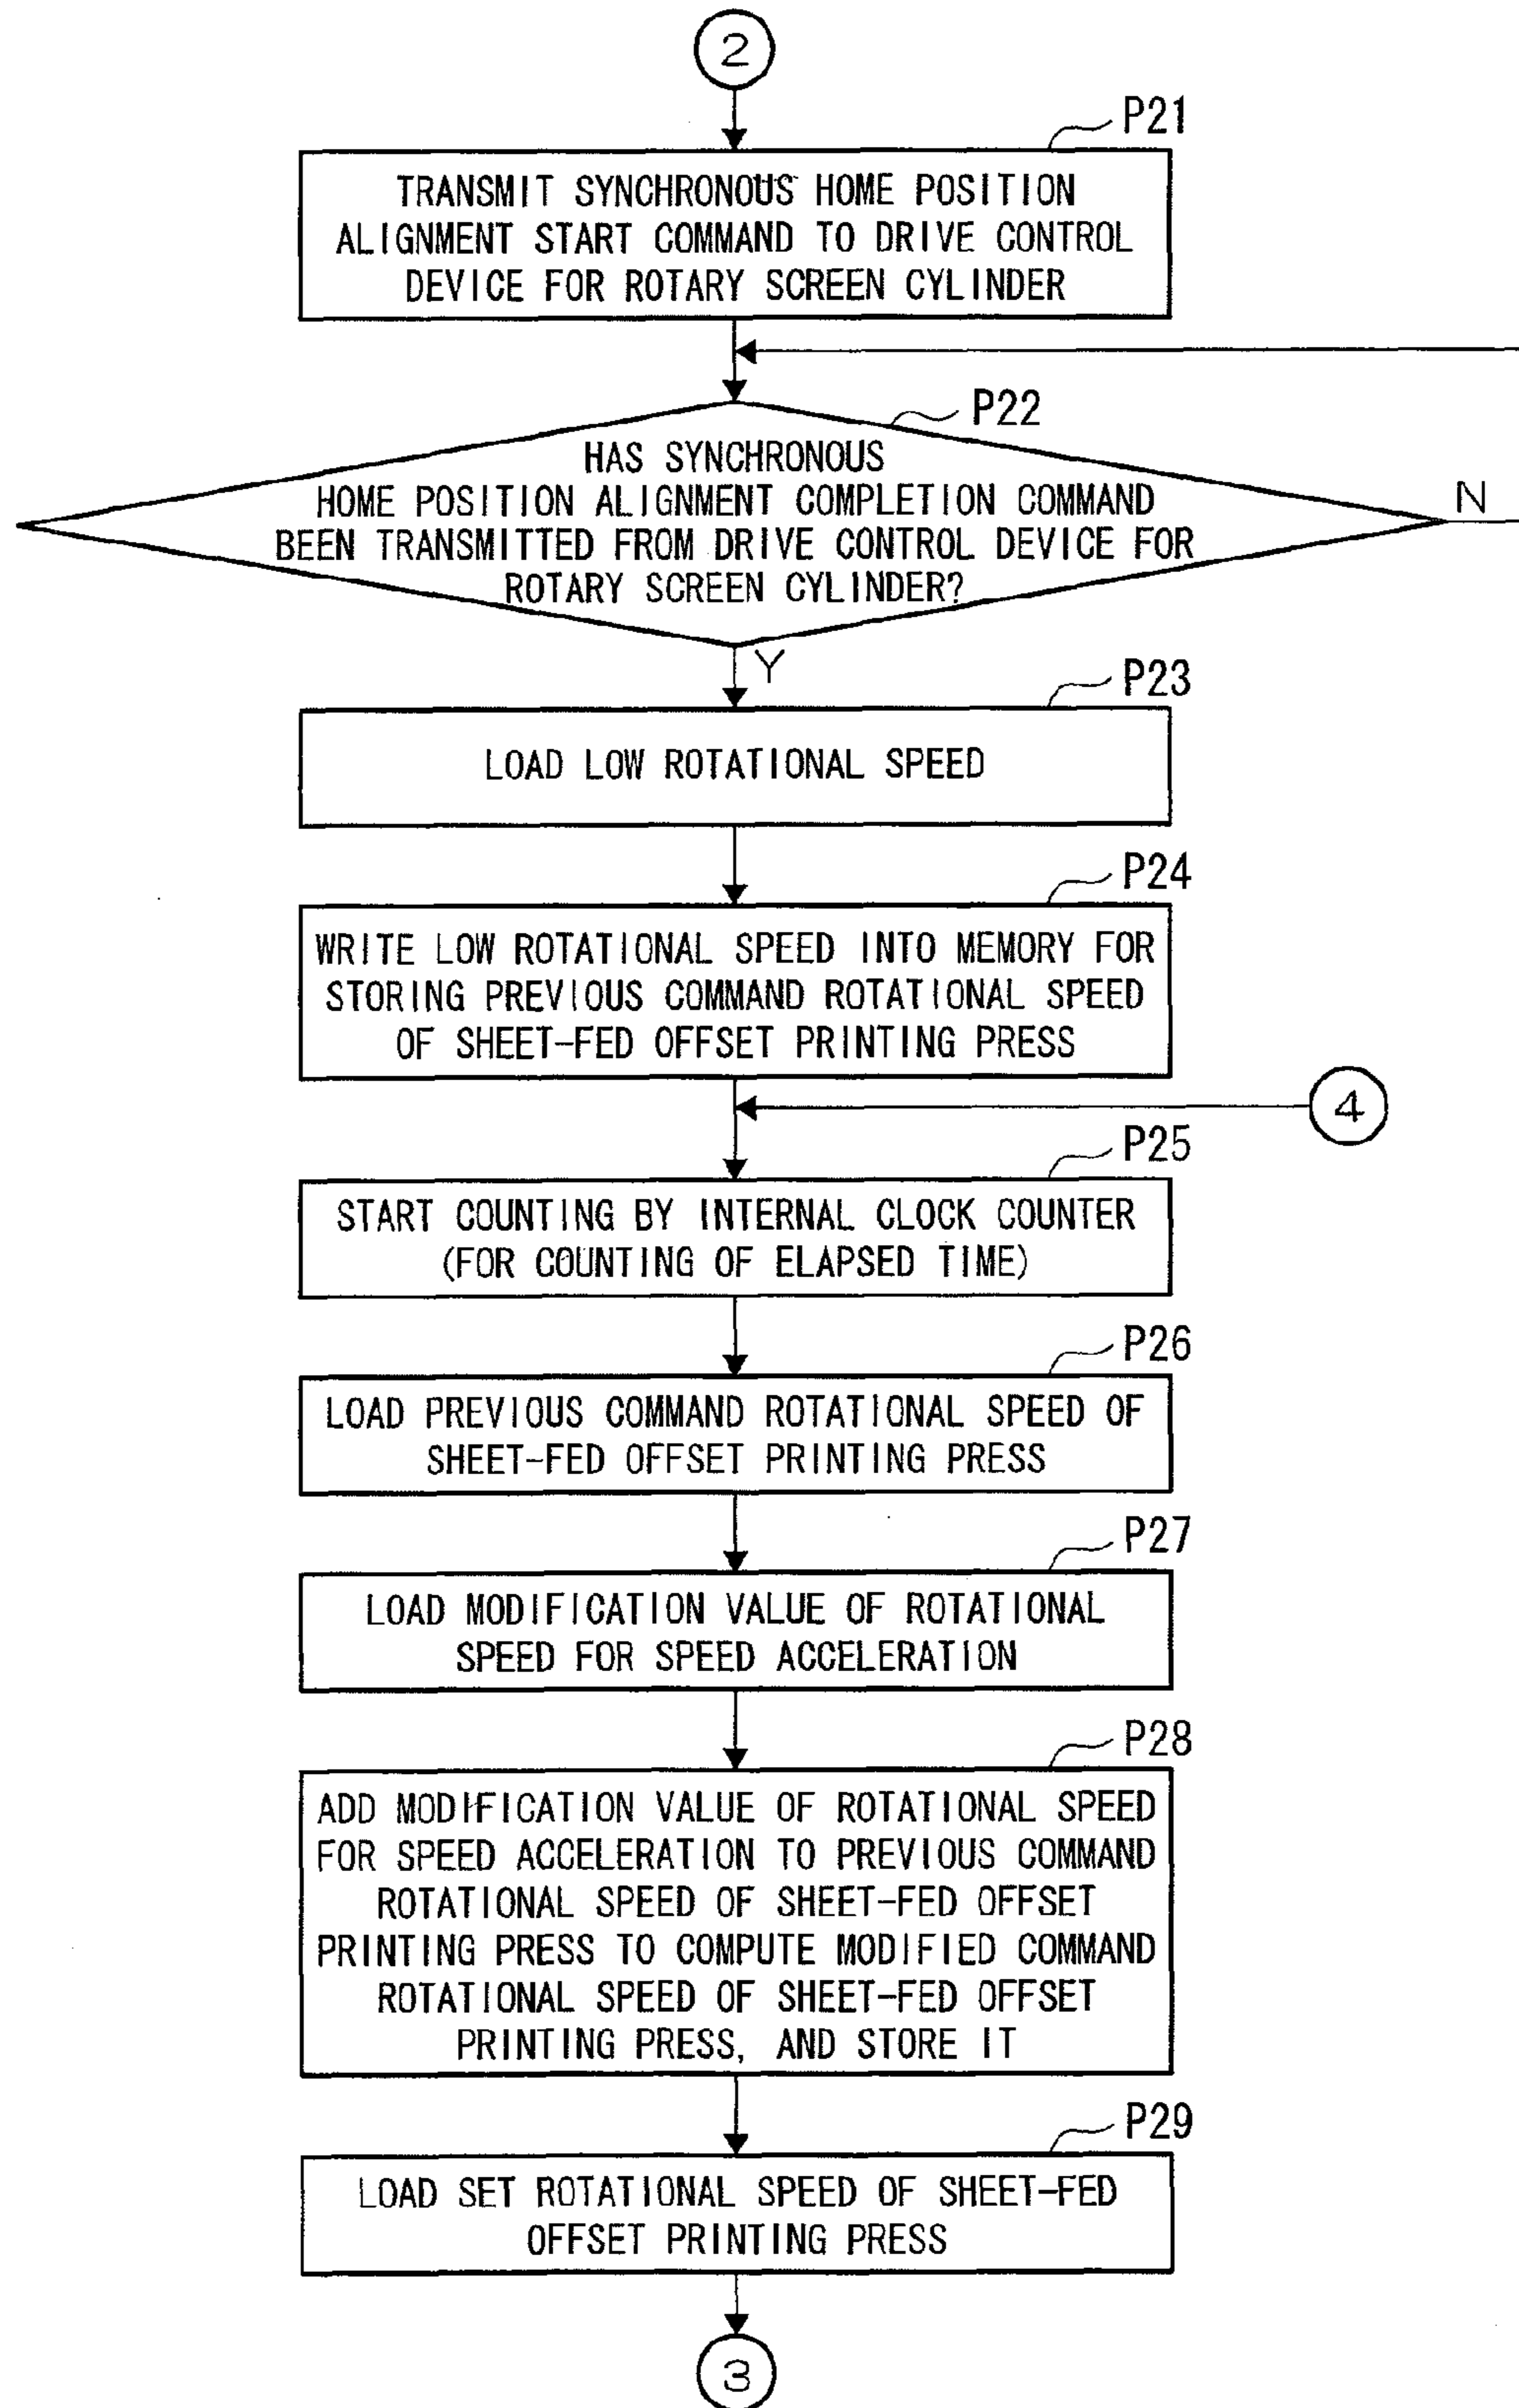 2
P21
TRANSMIT SYNCHRONOUS HOME POSITION
ALIGNMENT START COMMAND TO DRIVE CONTROL
DEVICE FOR ROTARY SCREEN CYLINDER
P22
HAS SYNCHRONOUS
HOME POSITION ALIGNMENT COMPLETION COMMAND
BEEN TRANSMITTED FROM DRIVE CONTROL DEVICE FOR
ROTARY SCREEN CYLINDER?
N
Y
P23
LOAD LOW ROTATIONAL SPEED
P24
WRITE LOW ROTATIONAL SPEED INTO MEMORY FOR
STORING PREVIOUS COMMAND ROTATIONAL SPEED
OF SHEET-FED OFFSET PRINTING PRESS
4
P25
START COUNTING BY INTERNAL CLOCK COUNTER
(FOR COUNTING OF ELAPSED TIME)
P26
LOAD PREVIOUS COMMAND ROTATIONAL SPEED OF
SHEET-FED OFFSET PRINTING PRESS
P27
LOAD MODIFICATION VALUE OF ROTATIONAL
SPEED FOR SPEED ACCELERATION
P28
ADD MODIFICATION VALUE OF ROTATIONAL SPEED
FOR SPEED ACCELERATION TO PREVIOUS COMMAND
ROTATIONAL SPEED OF SHEET-FED OFFSET
PRINTING PRESS TO COMPUTE MODIFIED COMMAND
ROTATIONAL SPEED OF SHEET-FED OFFSET
PRINTING PRESS, AND STORE IT
P29
LOAD SET ROTATIONAL SPEED OF SHEET-FED
OFFSET PRINTING PRESS
3